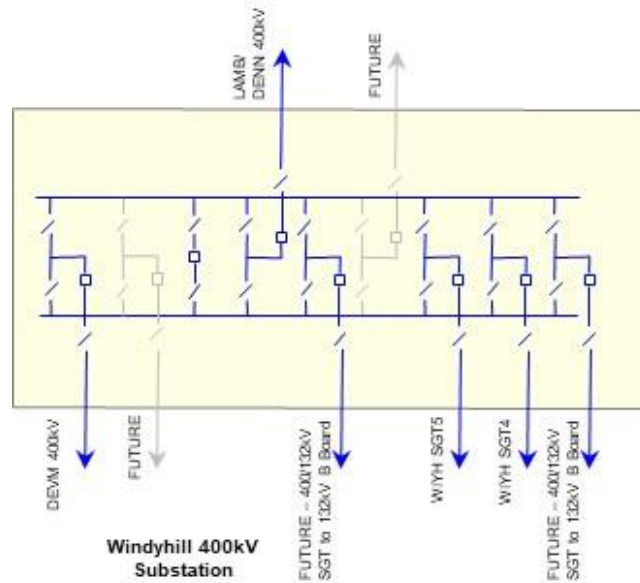 LAMB/
DENN 400kV
FUTURE
DEVM 400kV
FUTURE
FUTURE – 400/132kV
SGT to 132kV B Board
WIYH SGT5
WIYH SGT4
FUTURE – 400/132kV
SGT to 132kV B Board
Windyhill 400kV
Substation